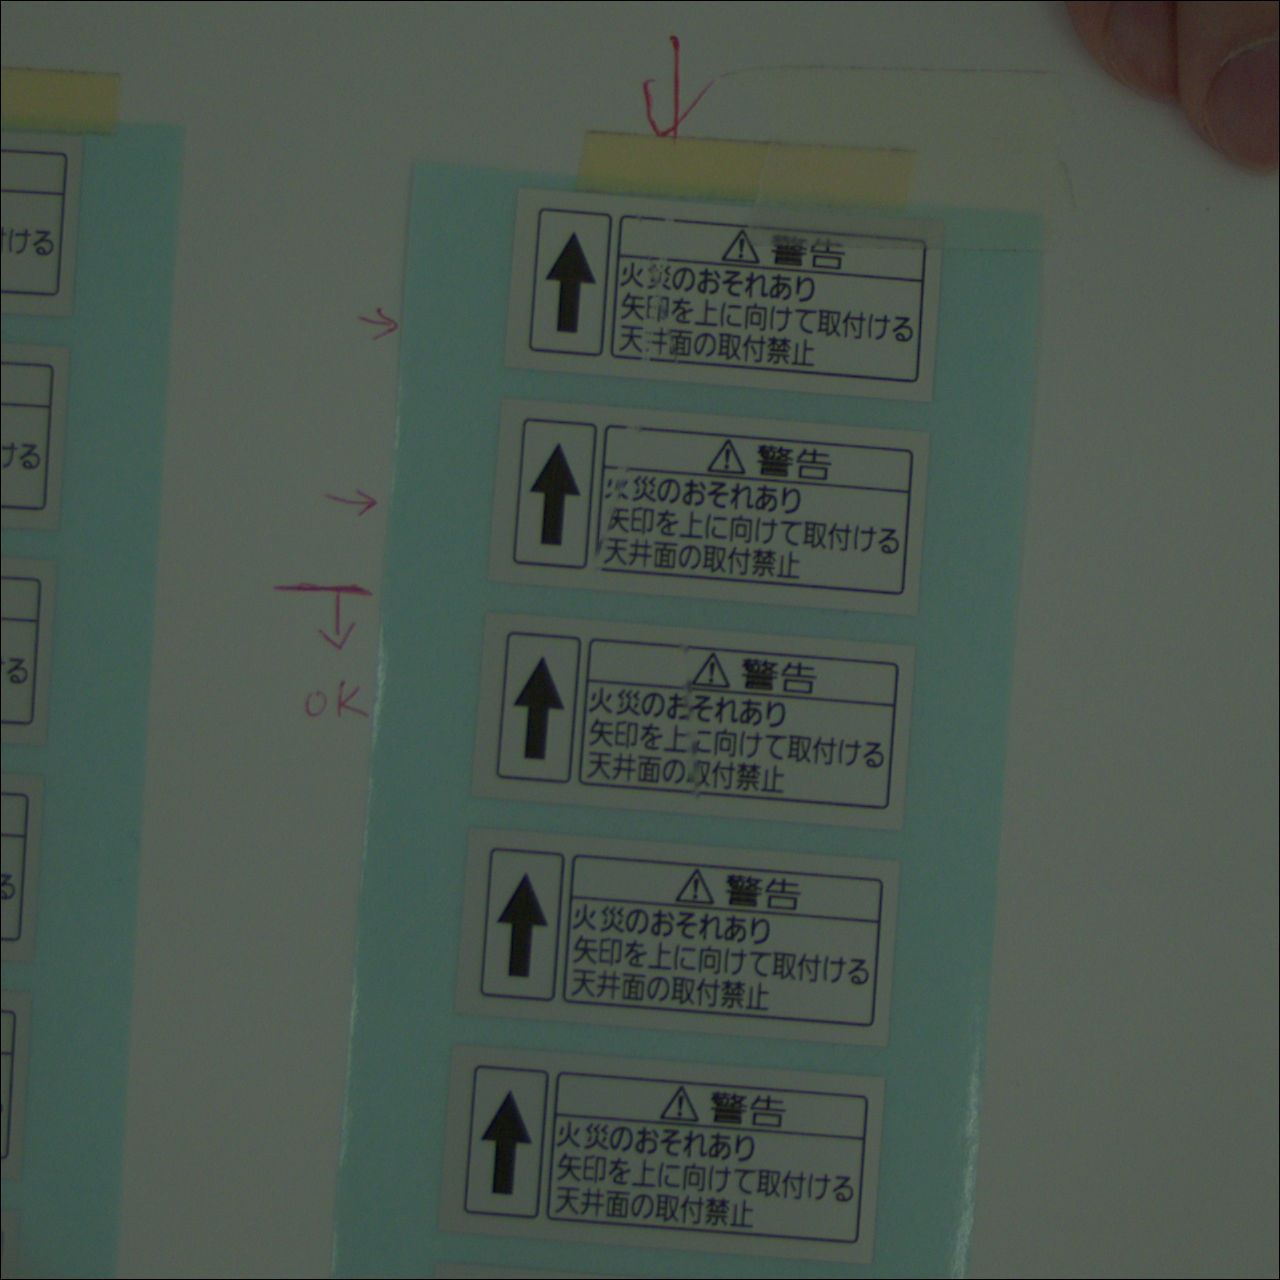 ⚠警告
火災のおそれあり
矢印を上に向けて取付ける
天井面の取付禁止
⚠警告
火災のおそれあり
矢印を上に向けて取付ける
天井面の取付禁止
⚠警告
火災のおそれあり
矢印を上に向けて取付ける
天井面の取付禁止
⚠警告
火災のおそれあり
矢印を上に向けて取付ける
天井面の取付禁止
⚠警告
火災のおそれあり
矢印を上に向けて取付ける
天井面の取付禁止
OK
付ける
ける
る
る